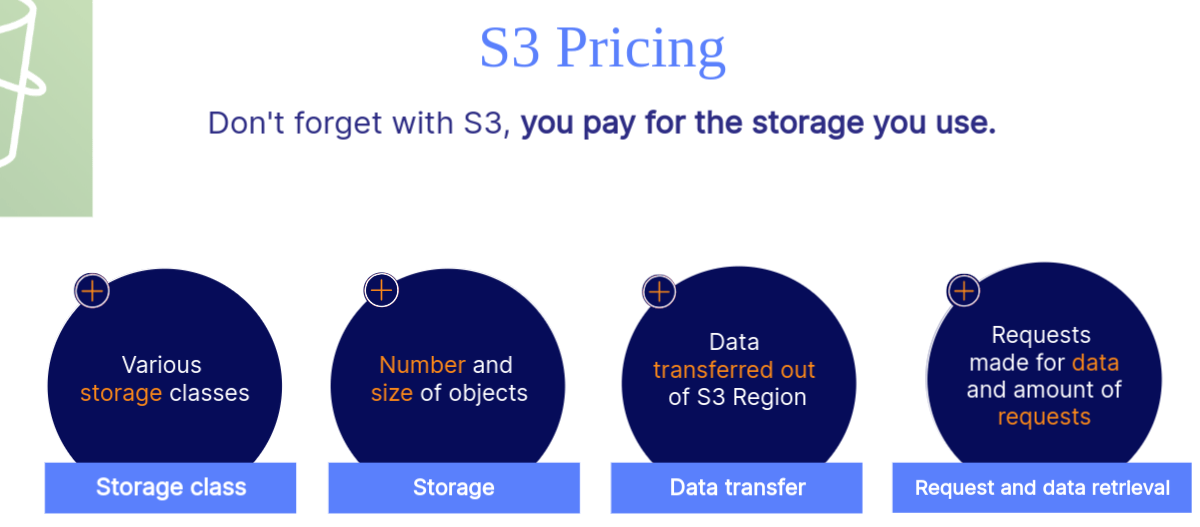 S3 Pricing
Don't forget with S3, you pay for the storage you use.
Various
storage classes
Storage class
Number and
size of objects
Storage
Data
transferred out
of S3 Region
Data transfer
Requests
made for data
and amount of
requests
Request and data retrieval